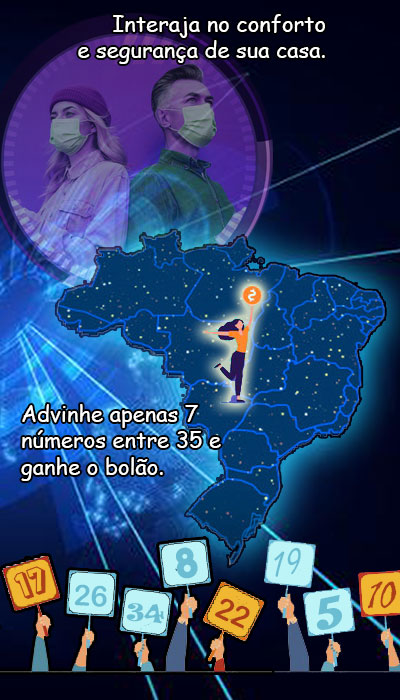 Interaja no conforto
e segurança de sua casa.
Advinhe apenas 7
números entre 35 e
ganhe o bolão.
17
26
34
8
22
19
5
10